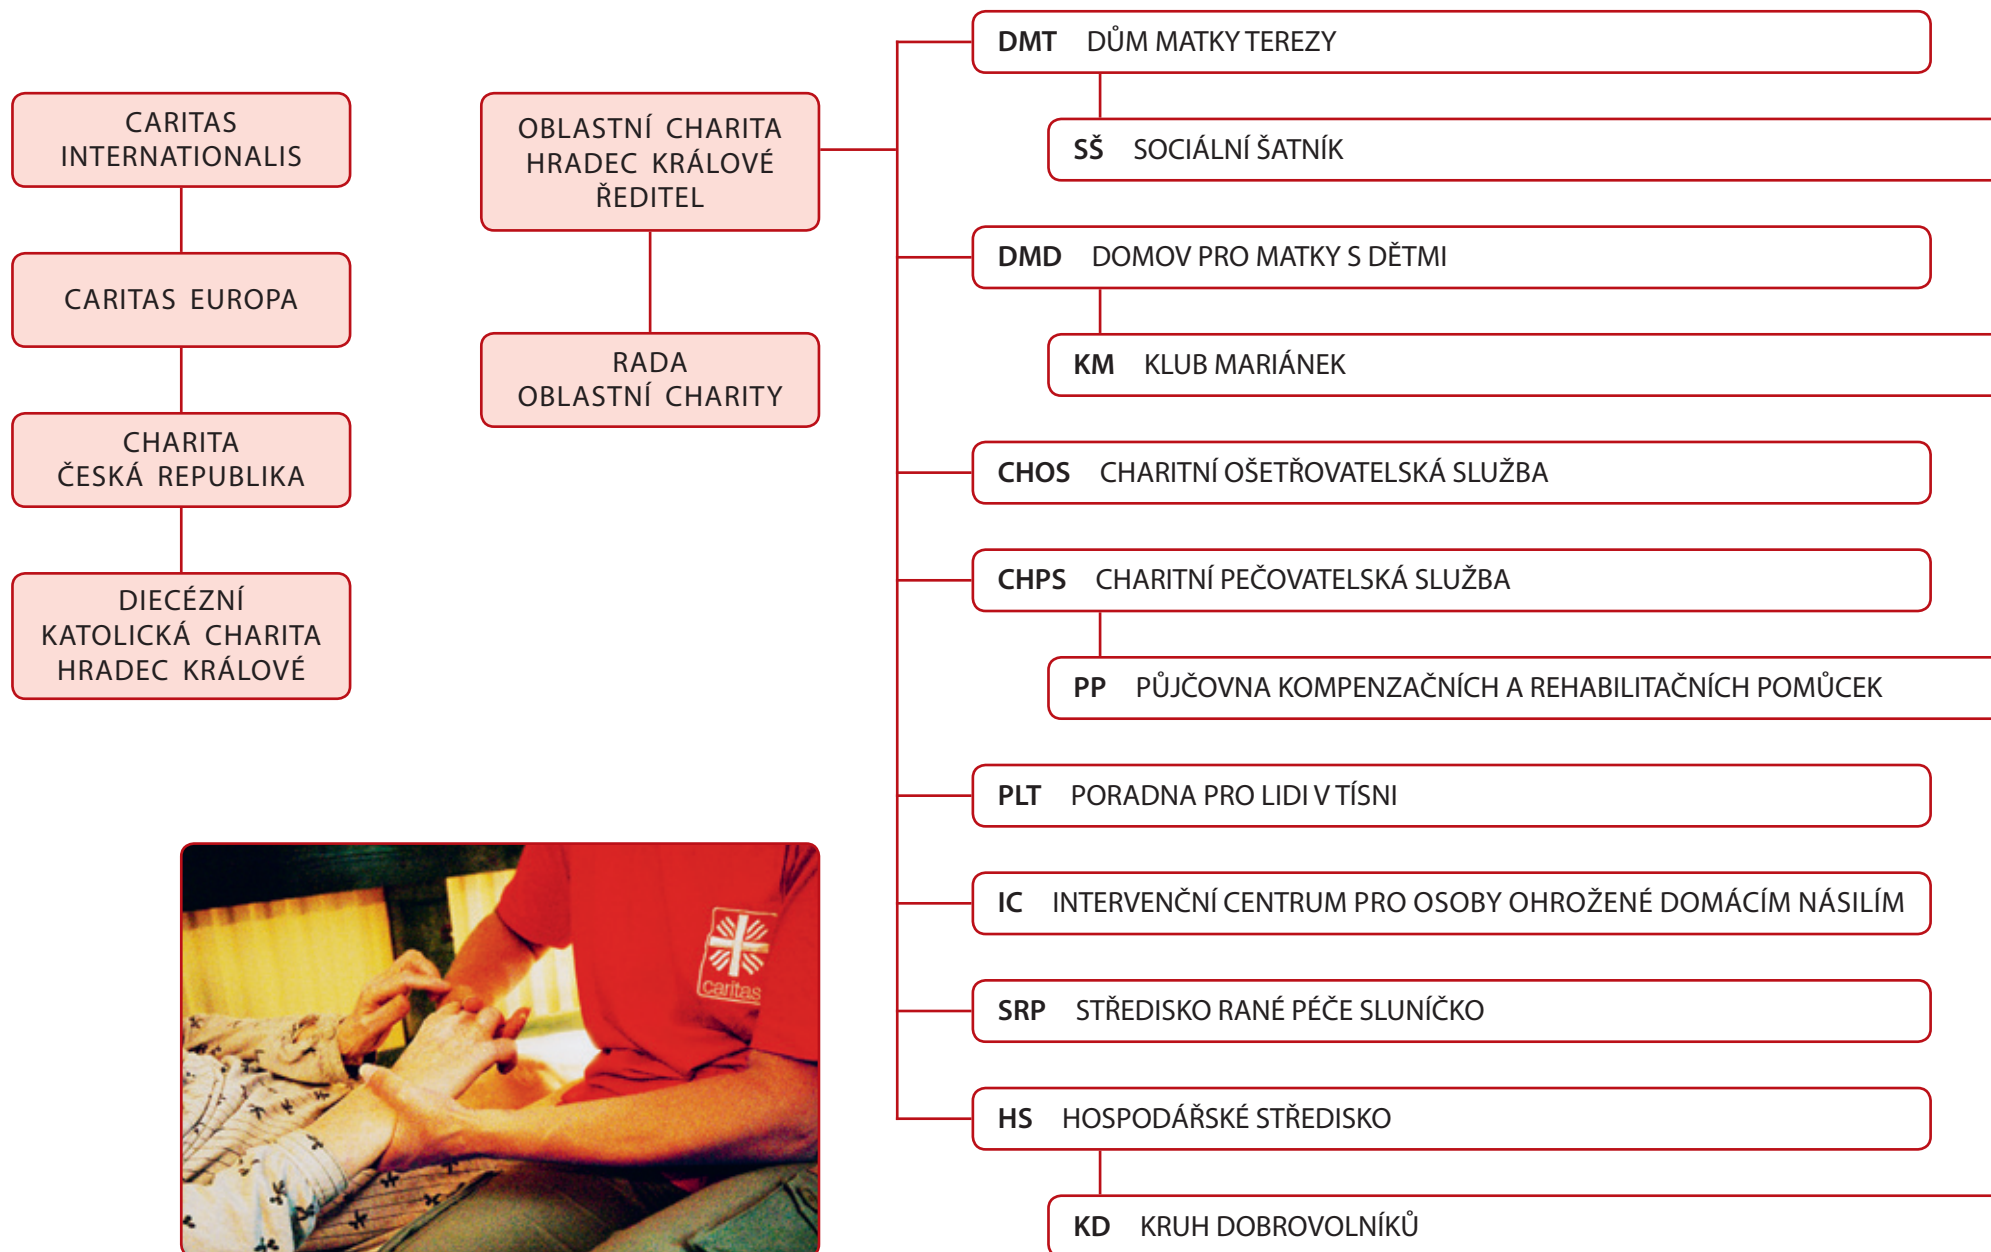 CARITAS
INTERNATIONALIS
CARITAS EUROPA
CHARITA
ČESKÁ REPUBLIKA
DIECÉZNÍ
KATOLICKÁ CHARITA
HRADEC KRÁLOVÉ
OBLASTNÍ CHARITA
HRADEC KRÁLOVÉ
ŘEDITEL
RADA
OBLASTNÍ CHARITY
DMT DŮM MATKY TEREZY
SŠ SOCIÁLNÍ ŠATNÍK
DMD DOMOV PRO MATKY S DĚTMI
KM KLUB MARIÁNEK
CHOS CHARITNÍ OŠETŘOVATELSKÁ SLUŽBA
CHPS CHARITNÍ PEČOVATELSKÁ SLUŽBA
PP PŮJČOVNA KOMPENZAČNÍCH A REHABILITAČNÍCH POMŮCEK
PLT PORADNA PRO LIDI V TÍSNI
IC INTERVENČNÍ CENTRUM PRO OSOBY OHROŽENÉ DOMÁCÍM NÁSILÍM
SRP STŘEDISKO RANÉ PÉČE SLUNÍČKO
HS HOSPODÁŘSKÉ STŘEDISKO
KD KRUH DOBROVOLNÍKŮ
caritas